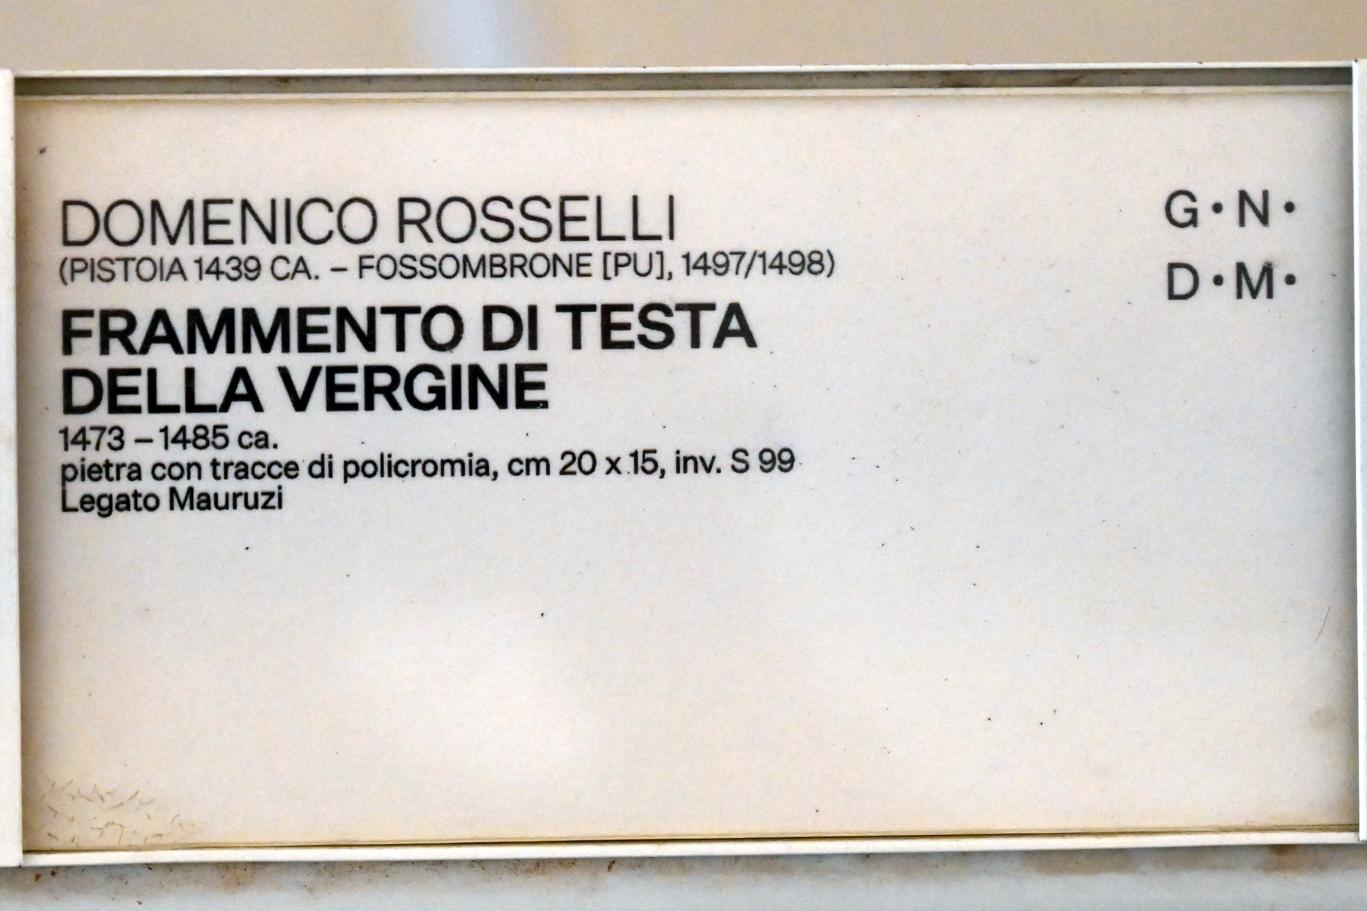 DOMENICO ROSSELLI
(PISTOIA 1439 CA. – FOSSOMBRONE [PU], 1497/1498)
FRAMMENTO DI TESTA
DELLA VERGINE
1473 – 1485 ca.
pietra con tracce di policromia, cm 20 x 15, inv. S 99
Legato Mauruzi
G • N •
D • M •